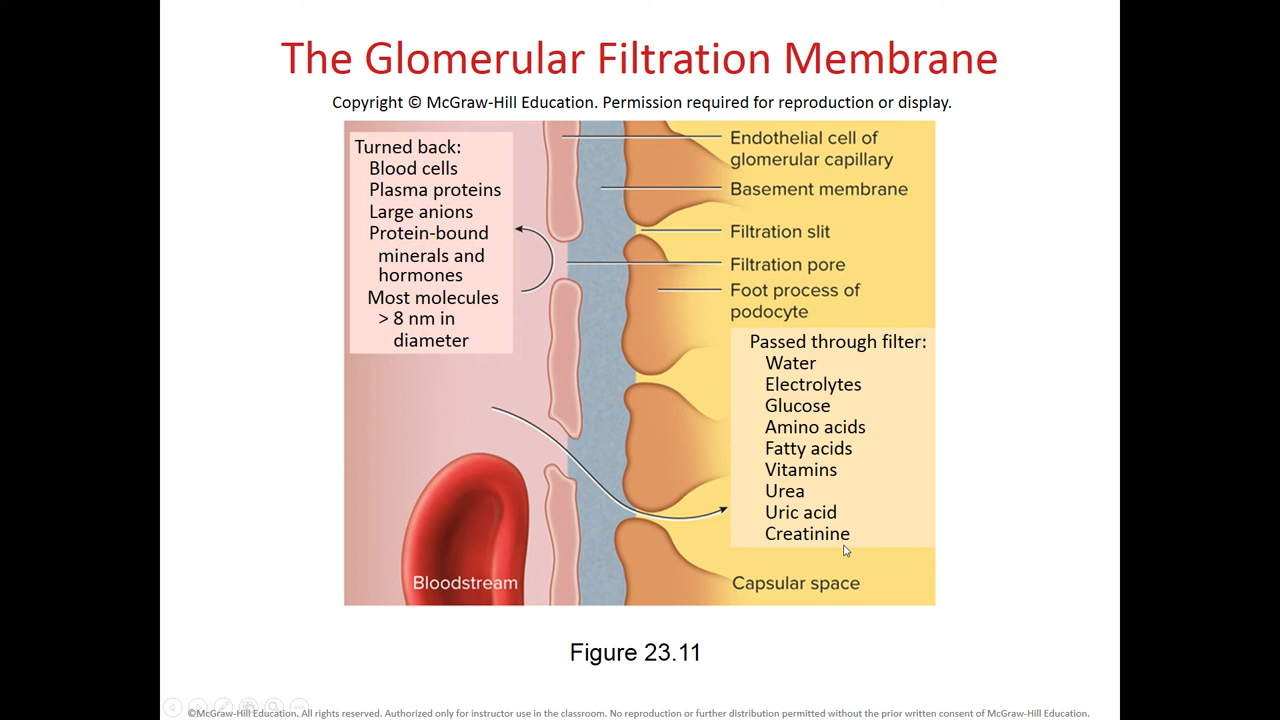 The Glomerular Filtration Membrane
Copyright © McGraw-Hill Education. Permission required for reproduction or display.
Turned back:
Blood cells
Plasma proteins
Large anions
Protein-bound
minerals and
hormones
Most molecules
> 8 nm in
diameter
Endothelial cell of
glomerular capillary
Basement membrane
Filtration slit
Filtration pore
Foot process of
podocyte
Passed through filter:
Water
Electrolytes
Glucose
Amino acids
Fatty acids
Vitamins
Urea
Uric acid
Creatinine
Bloodstream
Capsular space
Figure 23.11
©McGraw-Hill Education. All rights reserved. Authorized only for instructor use in the classroom. No reproduction or further distribution permitted without the prior written consent of McGraw-Hill Education.